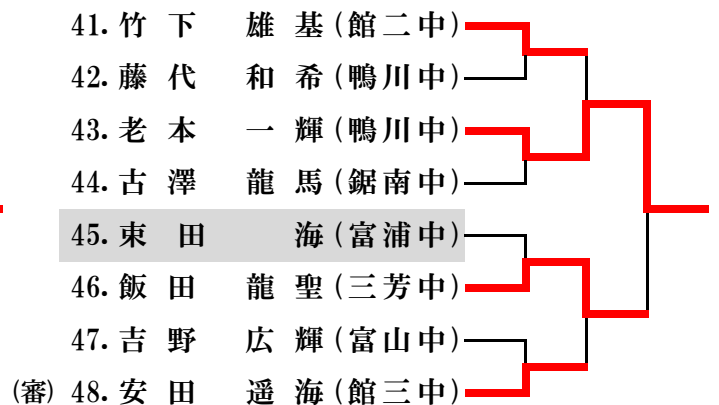 41. 竹下 雄基 (館二中)
42. 藤代 和希 (鴨川中)
43. 老本 一輝 (鴨川中)
44. 古澤 龍馬 (鋸南中)
45. 東田 海 (富浦中)
46. 飯田 龍聖 (三芳中)
47. 吉野 広輝 (富山中)
(審) 48. 安田 遥海 (館三中)